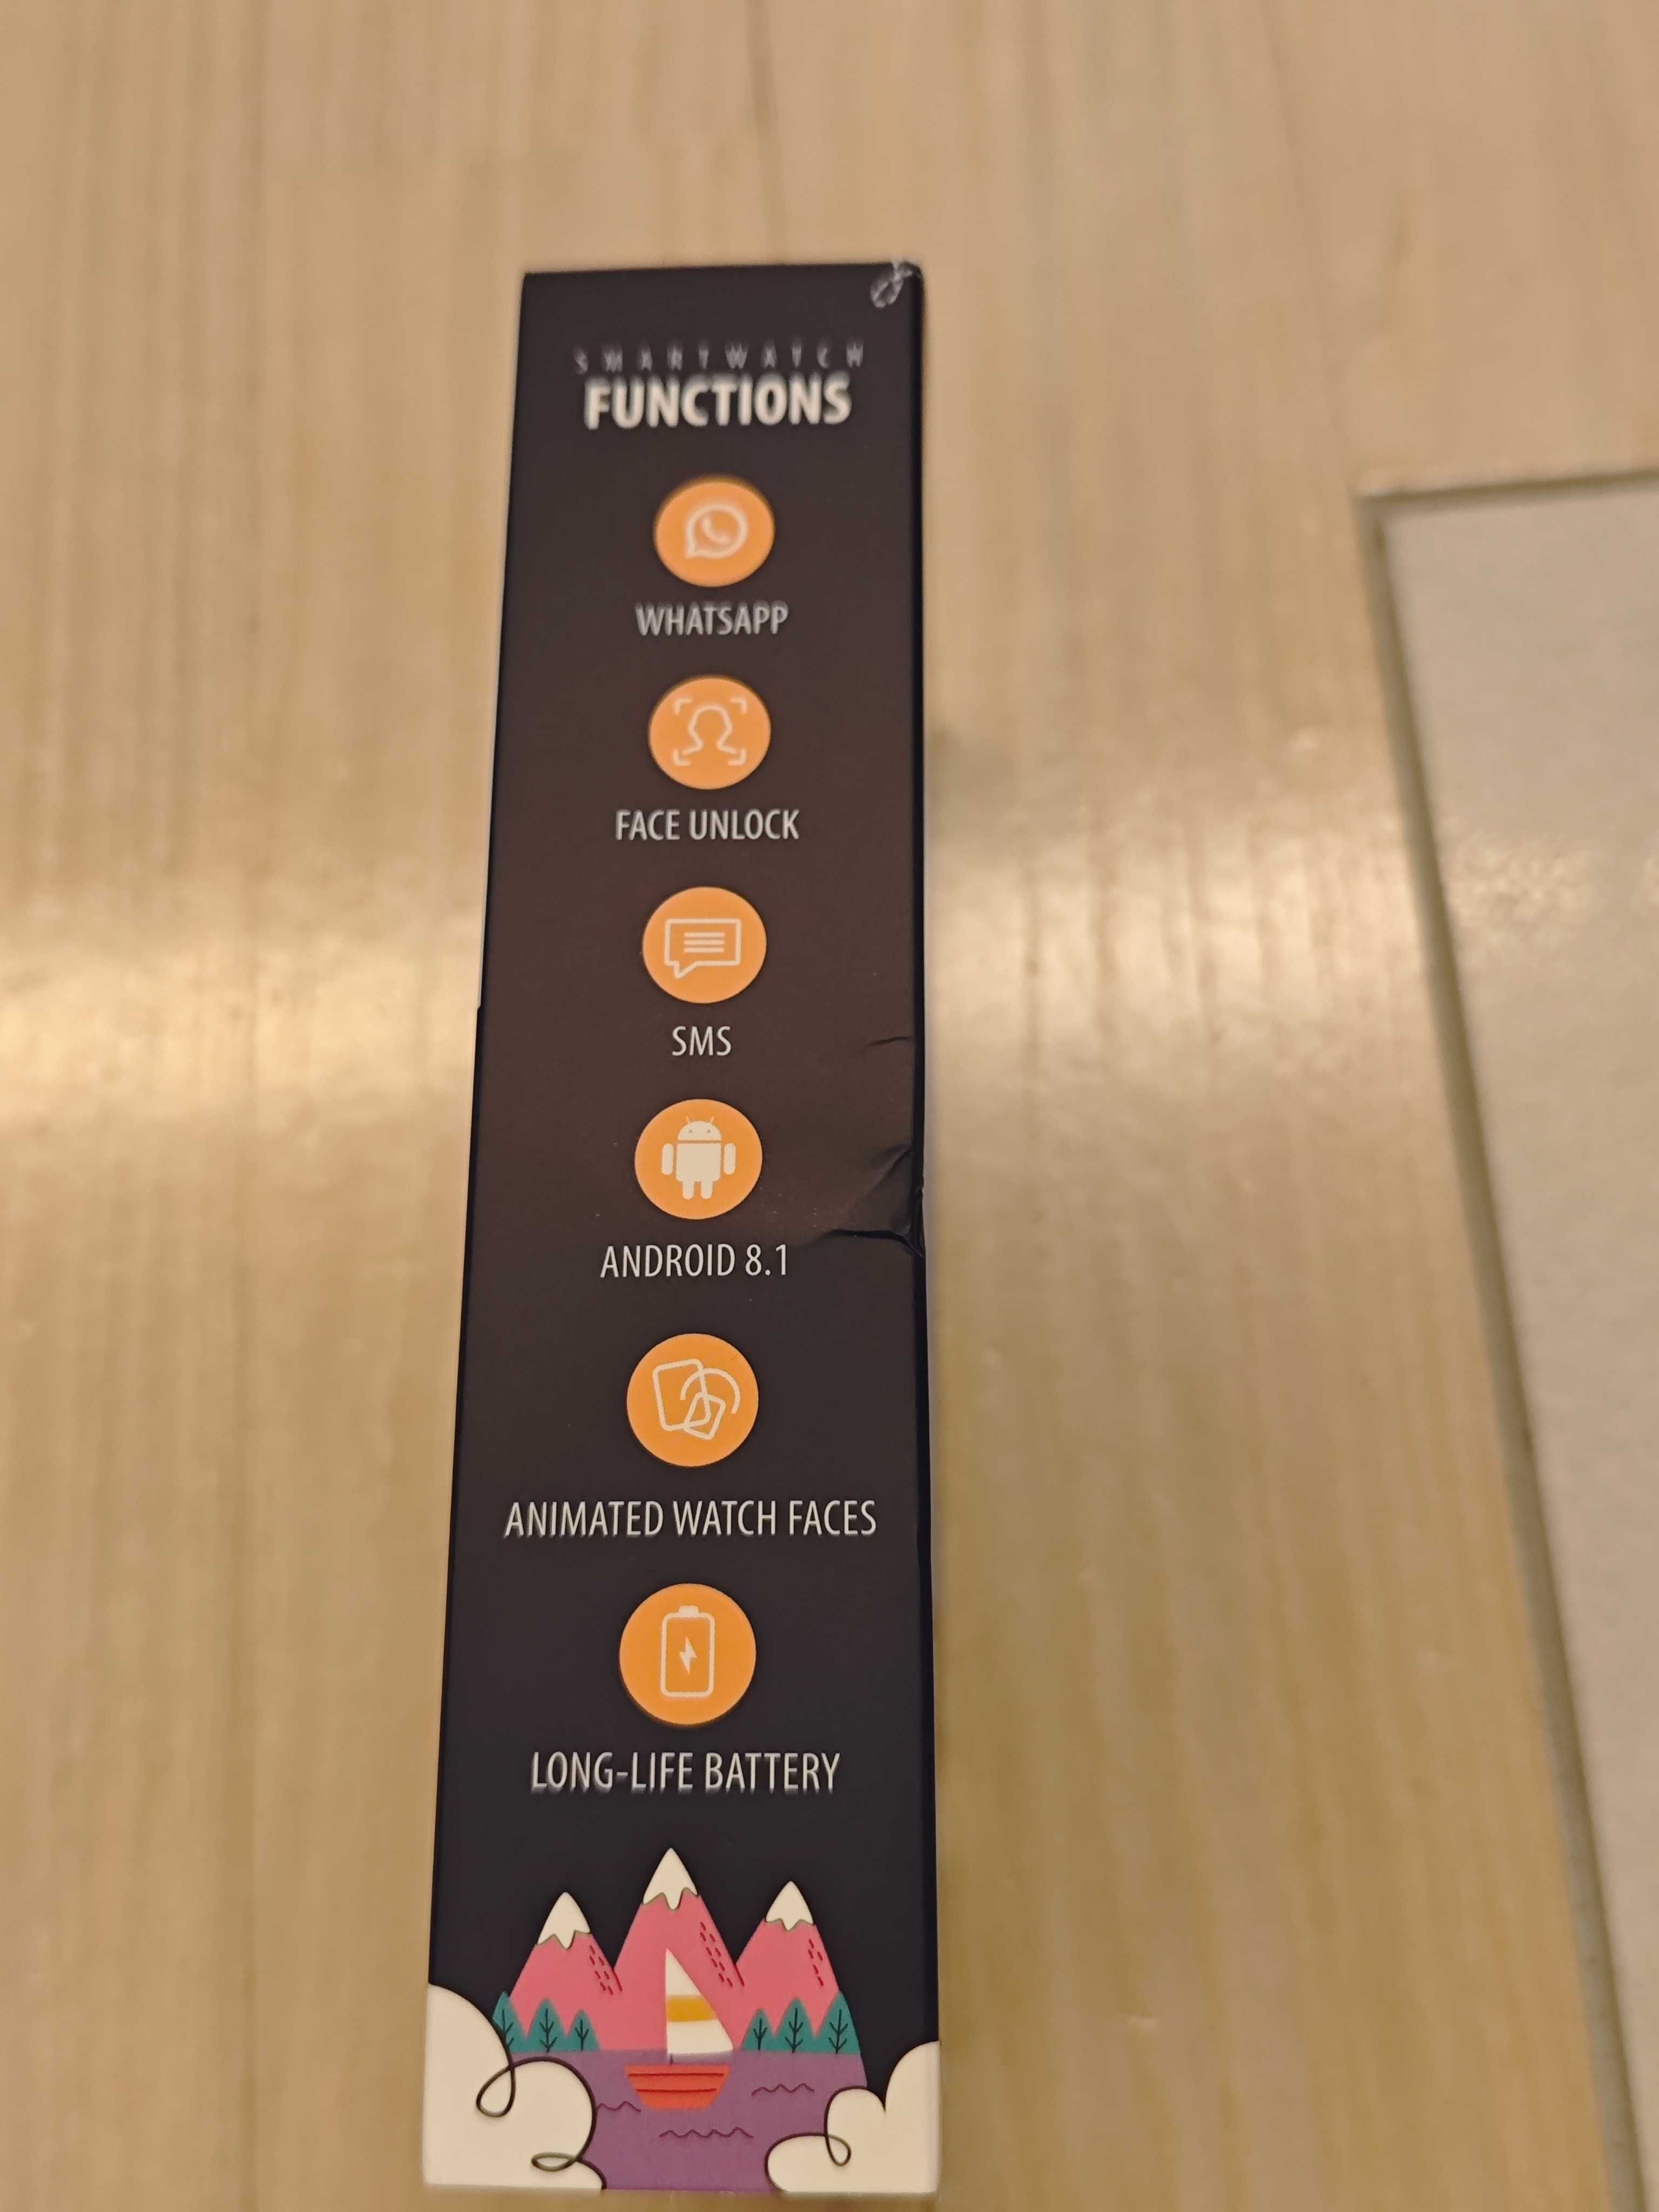 SMARTWATCH
FUNCTIONS
WHATSAPP
FACE UNLOCK
SMS
ANDROID 8.1
ANIMATED WATCH FACES
LONG-LIFE BATTERY